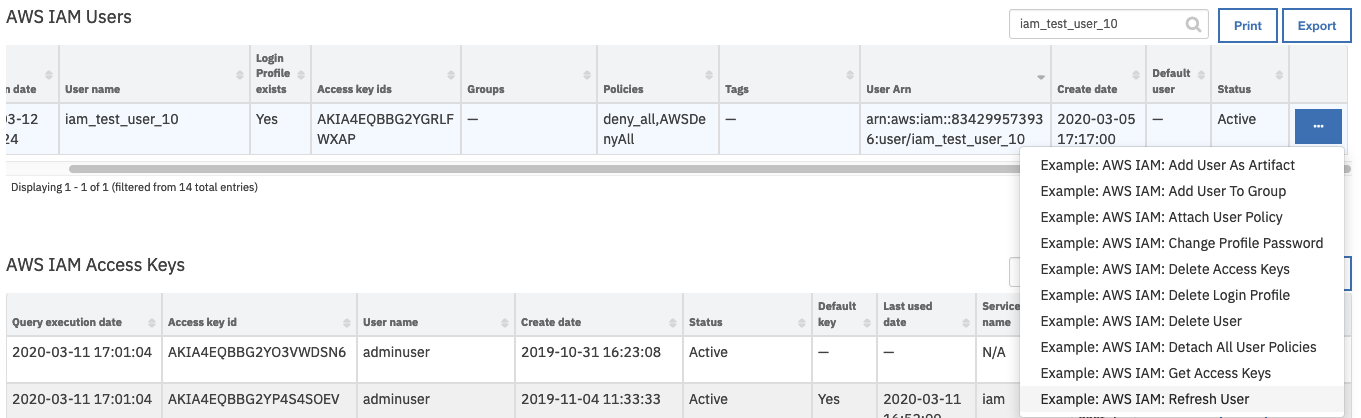 AWS IAM Users
iam_test_user_10
Print
Export
n date
User name
Login Profile exists
Access key ids
Groups
Policies
Tags
User Arn
Create date
Default user
Status
03-12
24
iam_test_user_10
Yes
AKIA4EQBBG2YGRLF
WXAP
—
deny_all,AWSDe
nyAll
—
arn:aws:iam::83429957393
6:user/iam_test_user_10
2020-03-05
17:17:00
—
Active
...
Displaying 1 - 1 of 1 (filtered from 14 total entries)
Example: AWS IAM: Add User As Artifact
Example: AWS IAM: Add User To Group
Example: AWS IAM: Attach User Policy
Example: AWS IAM: Change Profile Password
Example: AWS IAM: Delete Access Keys
Example: AWS IAM: Delete Login Profile
Example: AWS IAM: Delete User
Example: AWS IAM: Detach All User Policies
Example: AWS IAM: Get Access Keys
Example: AWS IAM: Refresh User
AWS IAM Access Keys
Query execution date
Access key id
User name
Create date
Status
Default key
Last used date
Service name
2020-03-11 17:01:04
AKIA4EQBBG2YO3VWDSN6
adminuser
2019-10-31 16:23:08
Active
—
—
N/A
2020-03-11 17:01:04
AKIA4EQBBG2YP4S4SOEV
adminuser
2019-11-04 11:33:33
Active
Yes
2020-03-11
iam